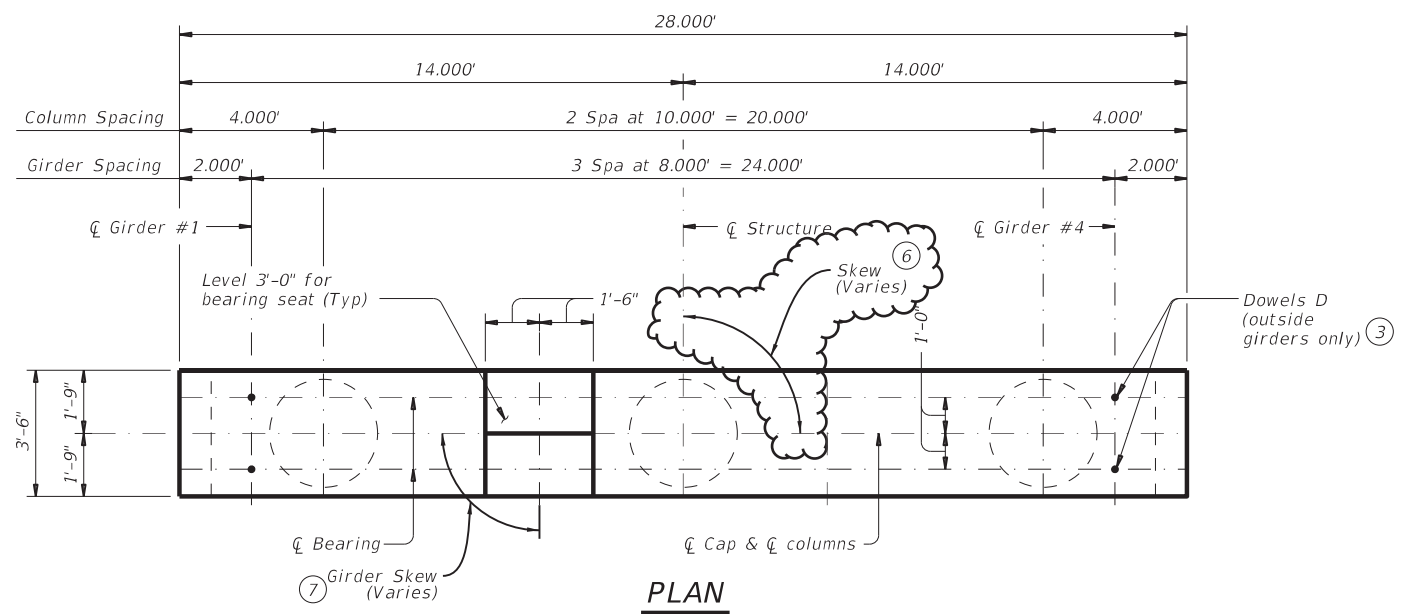 28.000'
14.000'
14.000'
Column Spacing
4.000'
2 Spa at 10.000' = 20.000'
4.000'
Girder Spacing
2.000'
3 Spa at 8.000' = 24.000'
2.000'
℄ Girder #1
℄ Structure
℄ Girder #4
Level 3'-0" for
bearing seat (Typ)
1'-6"
Skew
(Varies)
6
1'-0"
Dowels D
(outside
girders only)
3
3'-6"
1'-9"
1'-9"
℄ Bearing
℄ Cap & ℄ columns
7
Girder Skew
(Varies)
PLAN